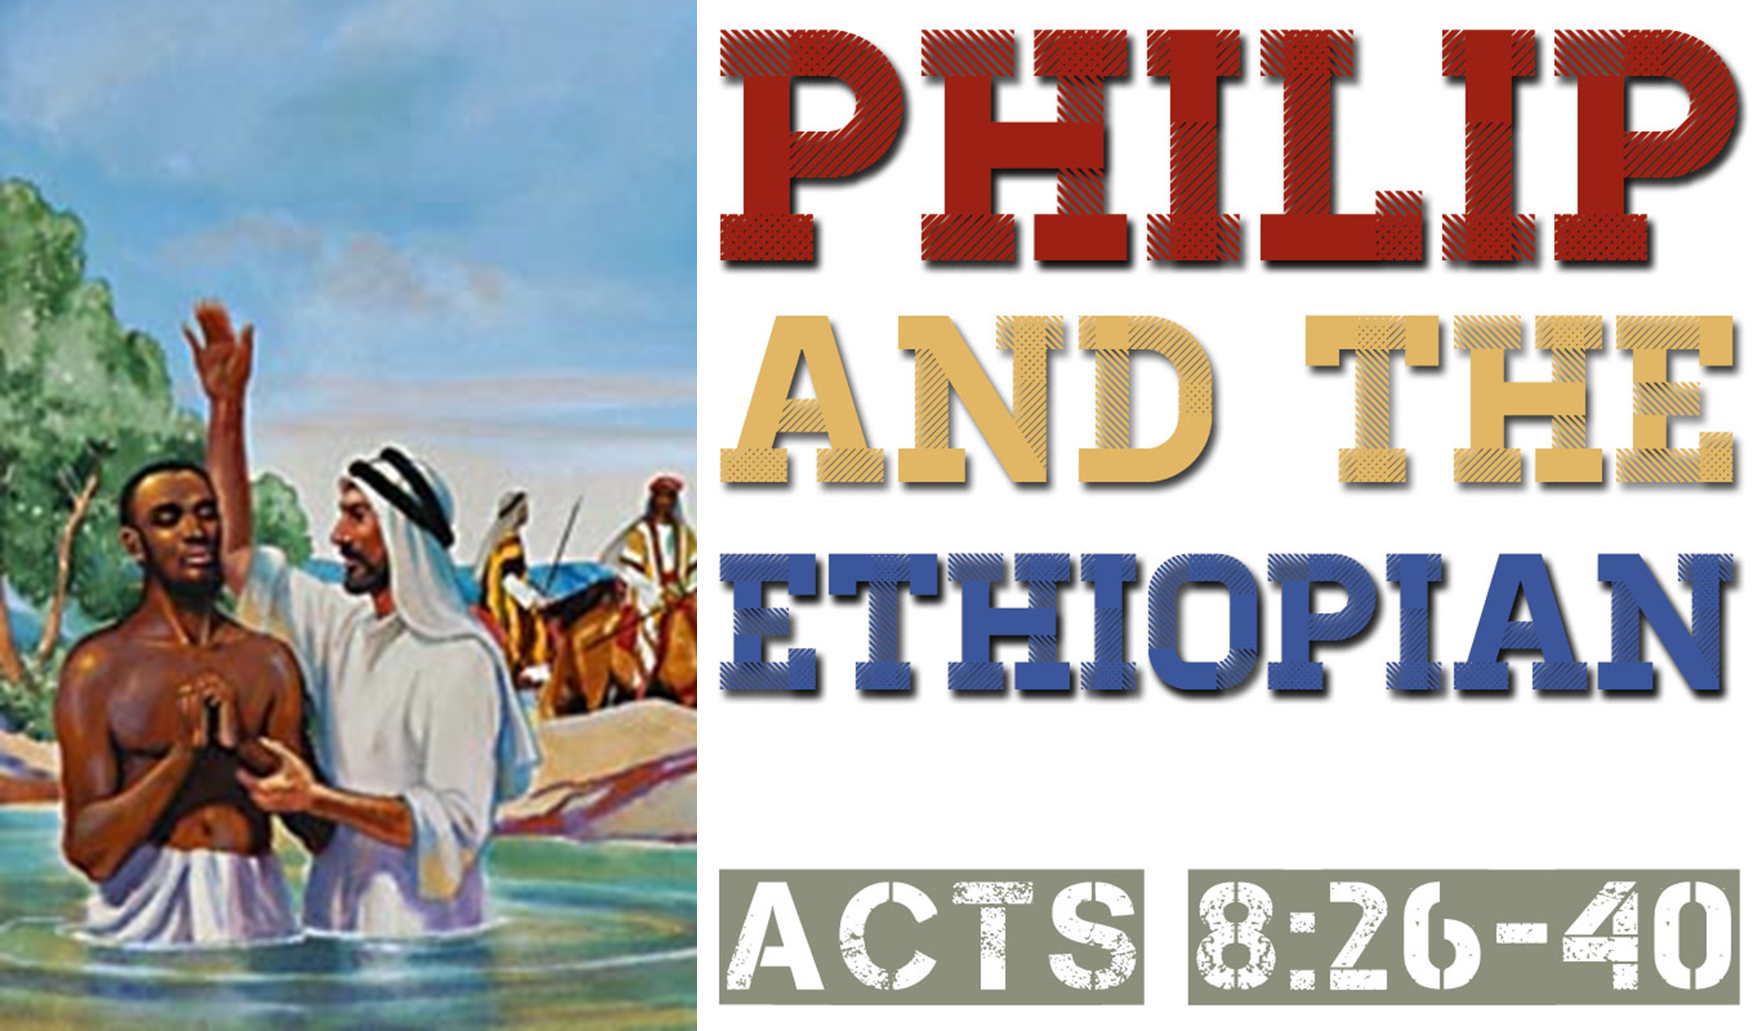 PHILIP
AND THE
ETHIOPIAN
ACTS 8:26-40